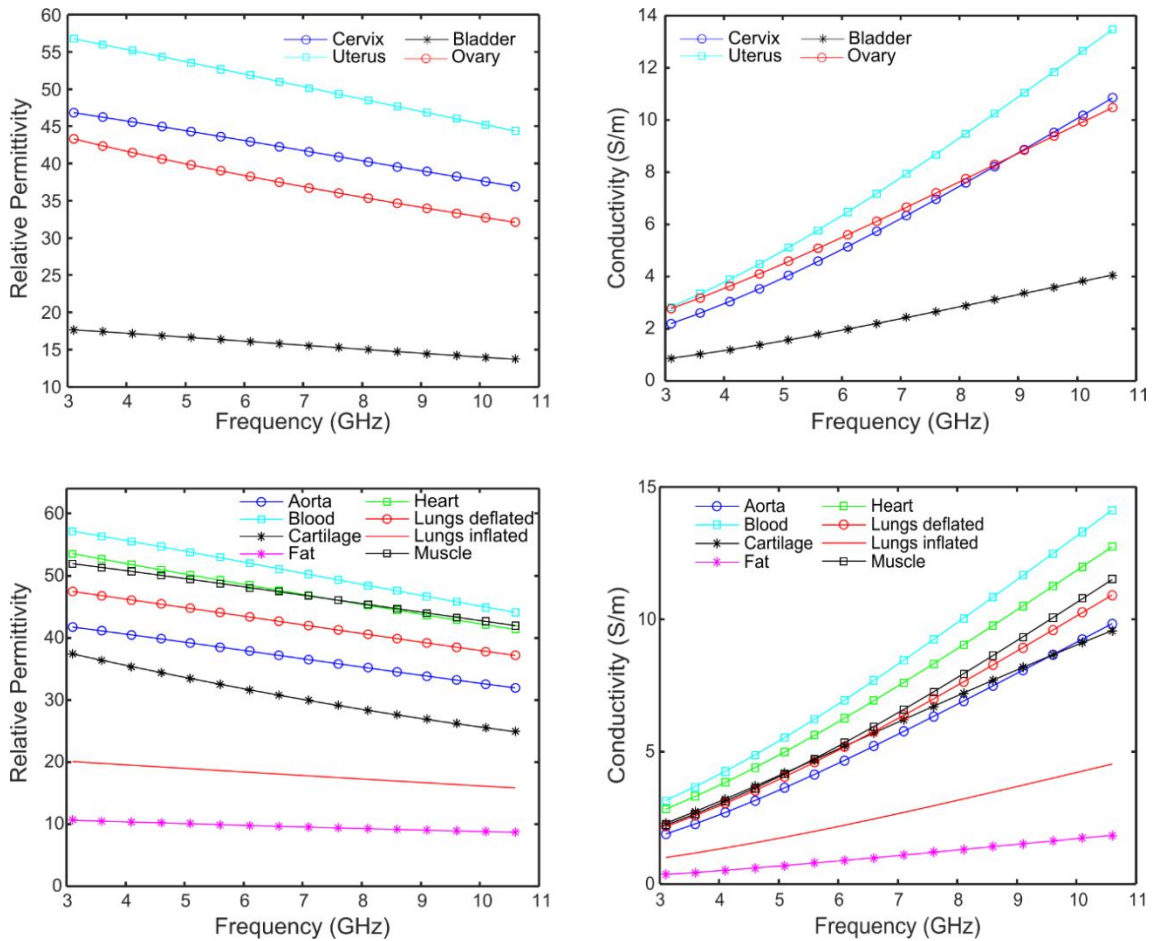 60
55
50
45
40
35
30
25
20
15
10
Relative Permittivity
Cervix Bladder
Uterus Ovary
3 4 5 6 7 8 9 10 11
Frequency (GHz)
14
12
10
8
6
4
2
0
Conductivity (S/m)
Cervix Bladder
Uterus Ovary
3 4 5 6 7 8 9 10 11
Frequency (GHz)
60
50
40
30
20
10
0
Relative Permittivity
Aorta Heart
Blood Lungs deflated
Cartilage Lungs inflated
Fat Muscle
3 4 5 6 7 8 9 10 11
Frequency (GHz)
15
10
5
0
Conductivity (S/m)
Aorta Heart
Blood Lungs deflated
Cartilage Lungs inflated
Fat Muscle
3 4 5 6 7 8 9 10 11
Frequency (GHz)